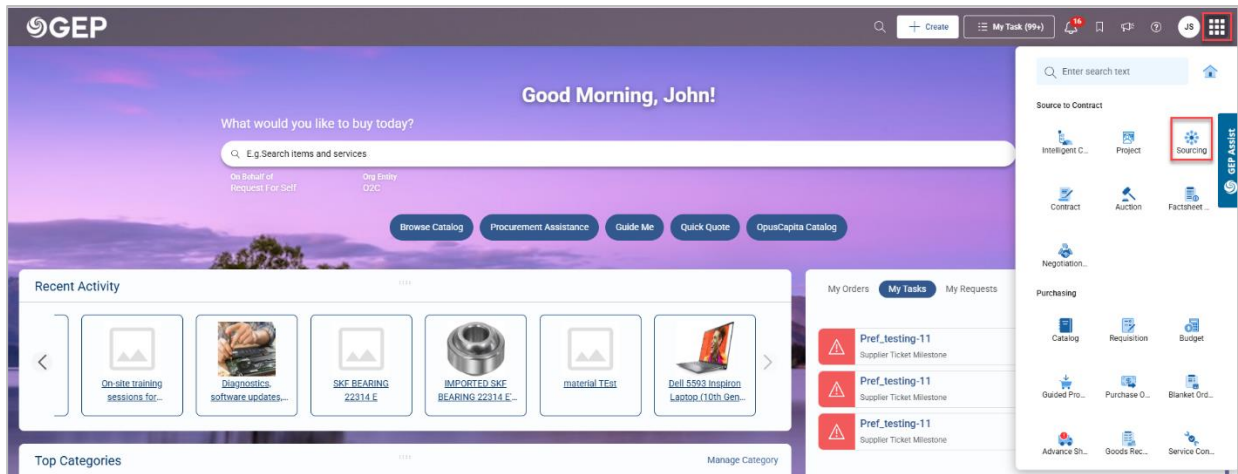 GEP
Create
My Task (99+)
16
JS
Good Morning, John!
What would you like to buy today?
E.g.Search items and services
On Behalf of
Request For Self
Org Entity
O2C
Browse Catalog
Procurement Assistance
Guide Me
Quick Quote
OpusCapita Catalog
Recent Activity
On-site training
sessions for...
Diagnostics,
software updates,...
SKF BEARING
22314 E
IMPORTED SKF
BEARING 22314 E...
material TEst
Dell 5593 Inspiron
Laptop (10th Gen...
Top Categories
Manage Category
My Orders
My Tasks
My Requests
Pref_testing-11
Supplier Ticket Milestone
Pref_testing-11
Supplier Ticket Milestone
Pref_testing-11
Supplier Ticket Milestone
Enter search text
Source to Contract
Intelligent C...
Project
Sourcing
Contract
Auction
Factsheet ...
Negotiation...
Purchasing
Catalog
Requisition
Budget
Guided Pro...
Purchase O...
Blanket Ord...
Advance Sh...
Goods Rec...
Service Con...
GEP Assist